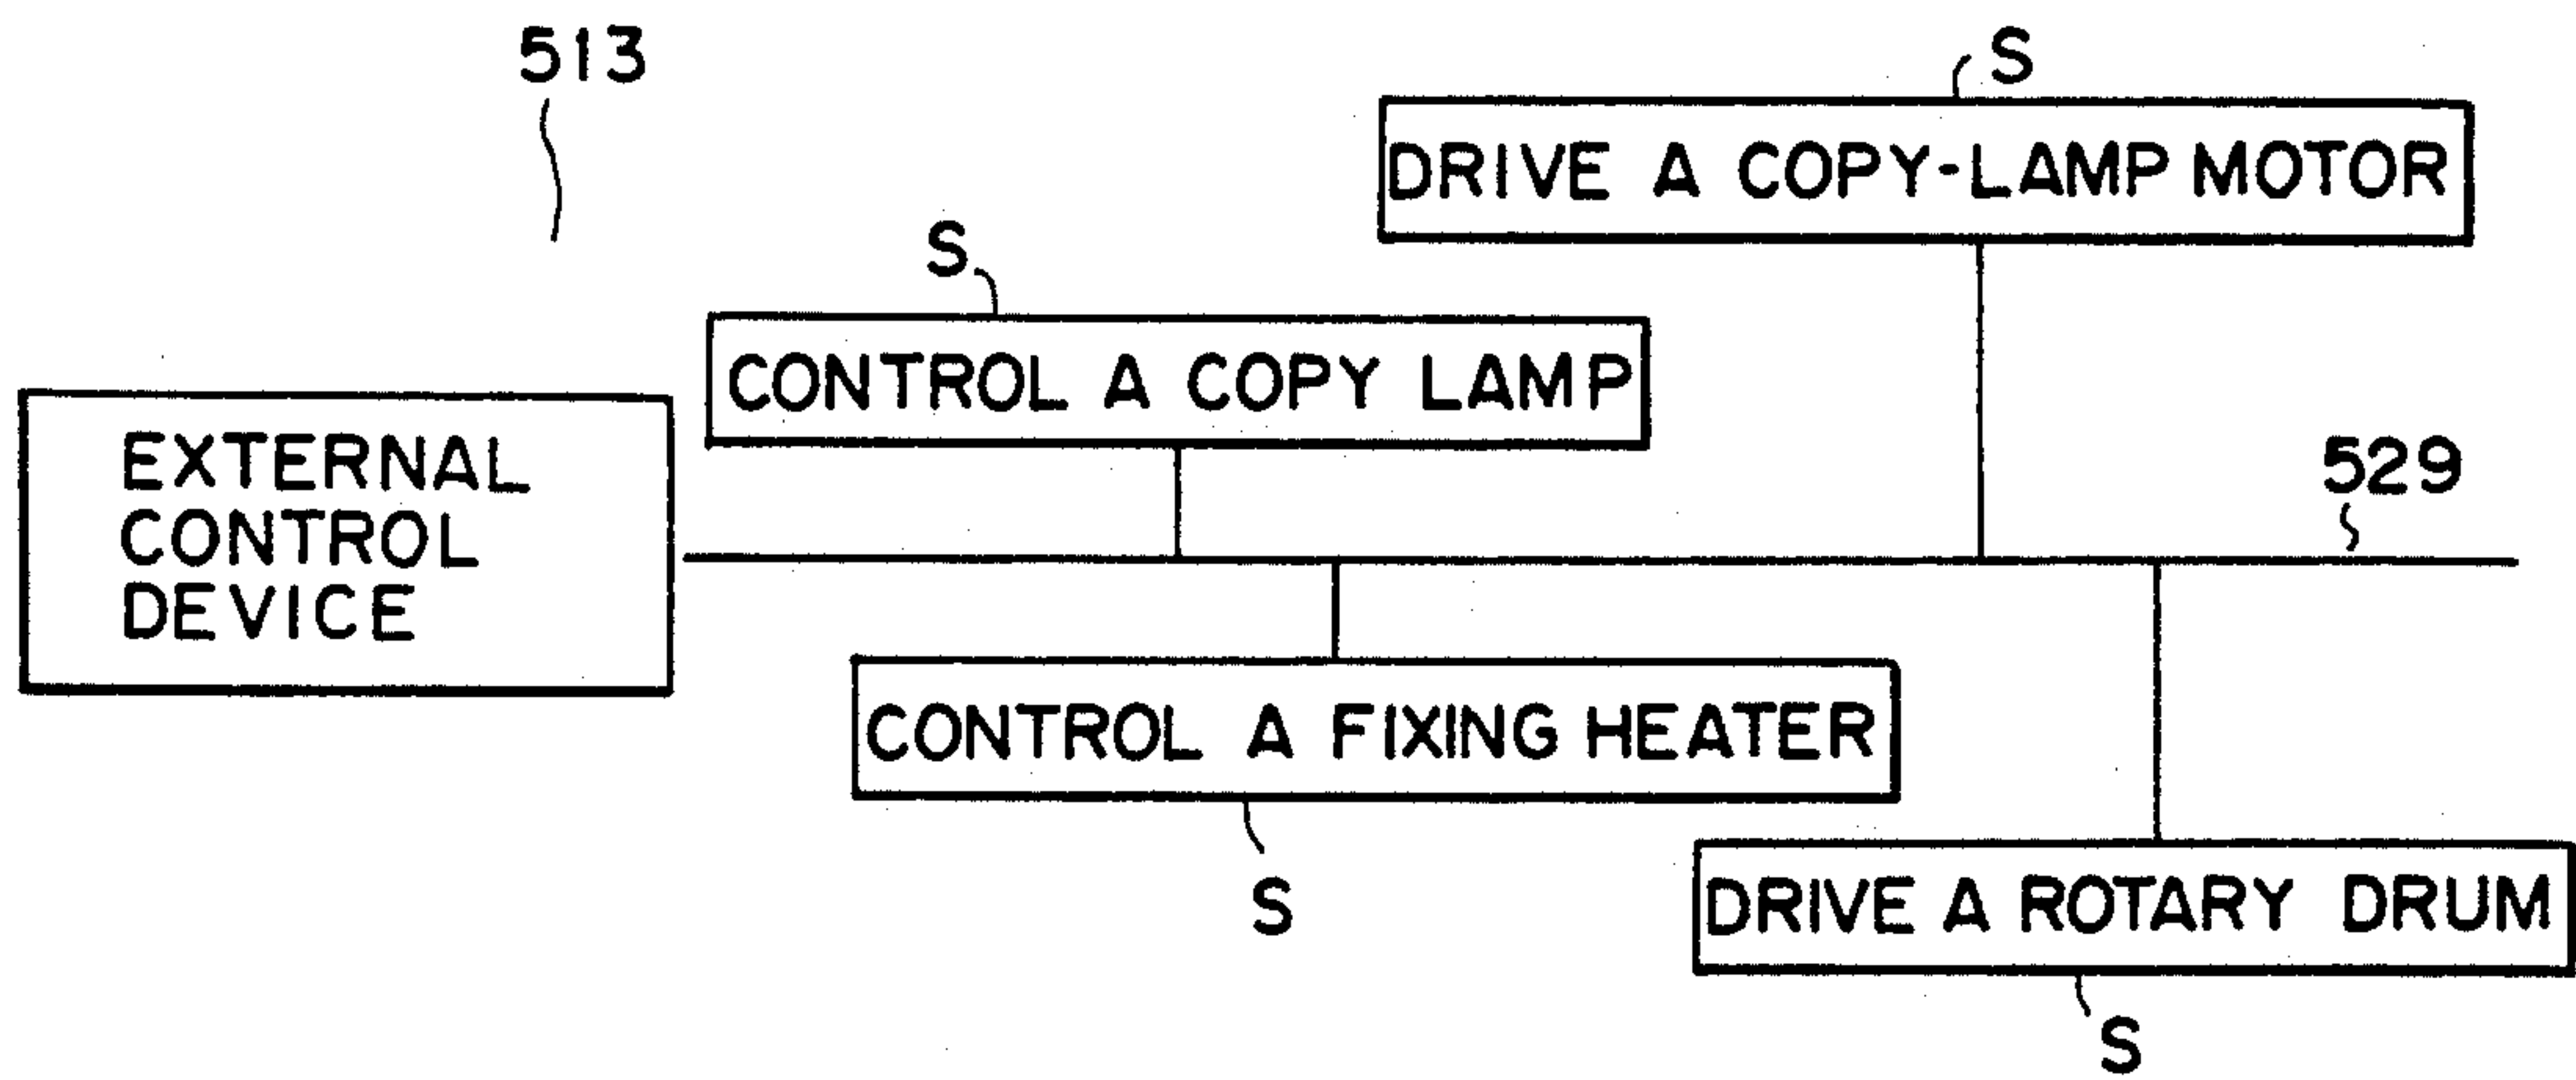 513
S
DRIVE A COPY-LAMP MOTOR
S
CONTROL A COPY LAMP
EXTERNAL
CONTROL
DEVICE
529
CONTROL A FIXING HEATER
S
DRIVE A ROTARY DRUM
S